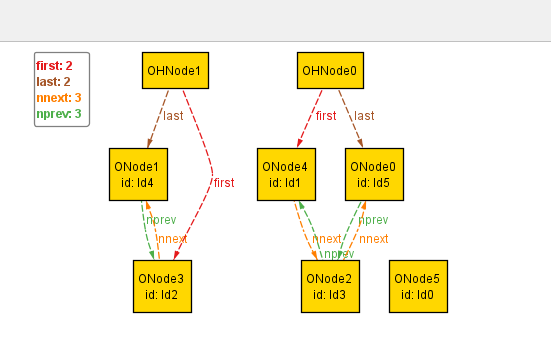 first: 2
last: 2
nnext: 3
nprev: 3
OHNode1
OHNode0
last
first
first
last
ONode1
id: Id4
ONode4
id: Id1
ONode0
id: Id5
nprev
nnext
nprev
nnext
nnext
nprev
ONode3
id: Id2
ONode2
id: Id3
ONode5
id: Id0